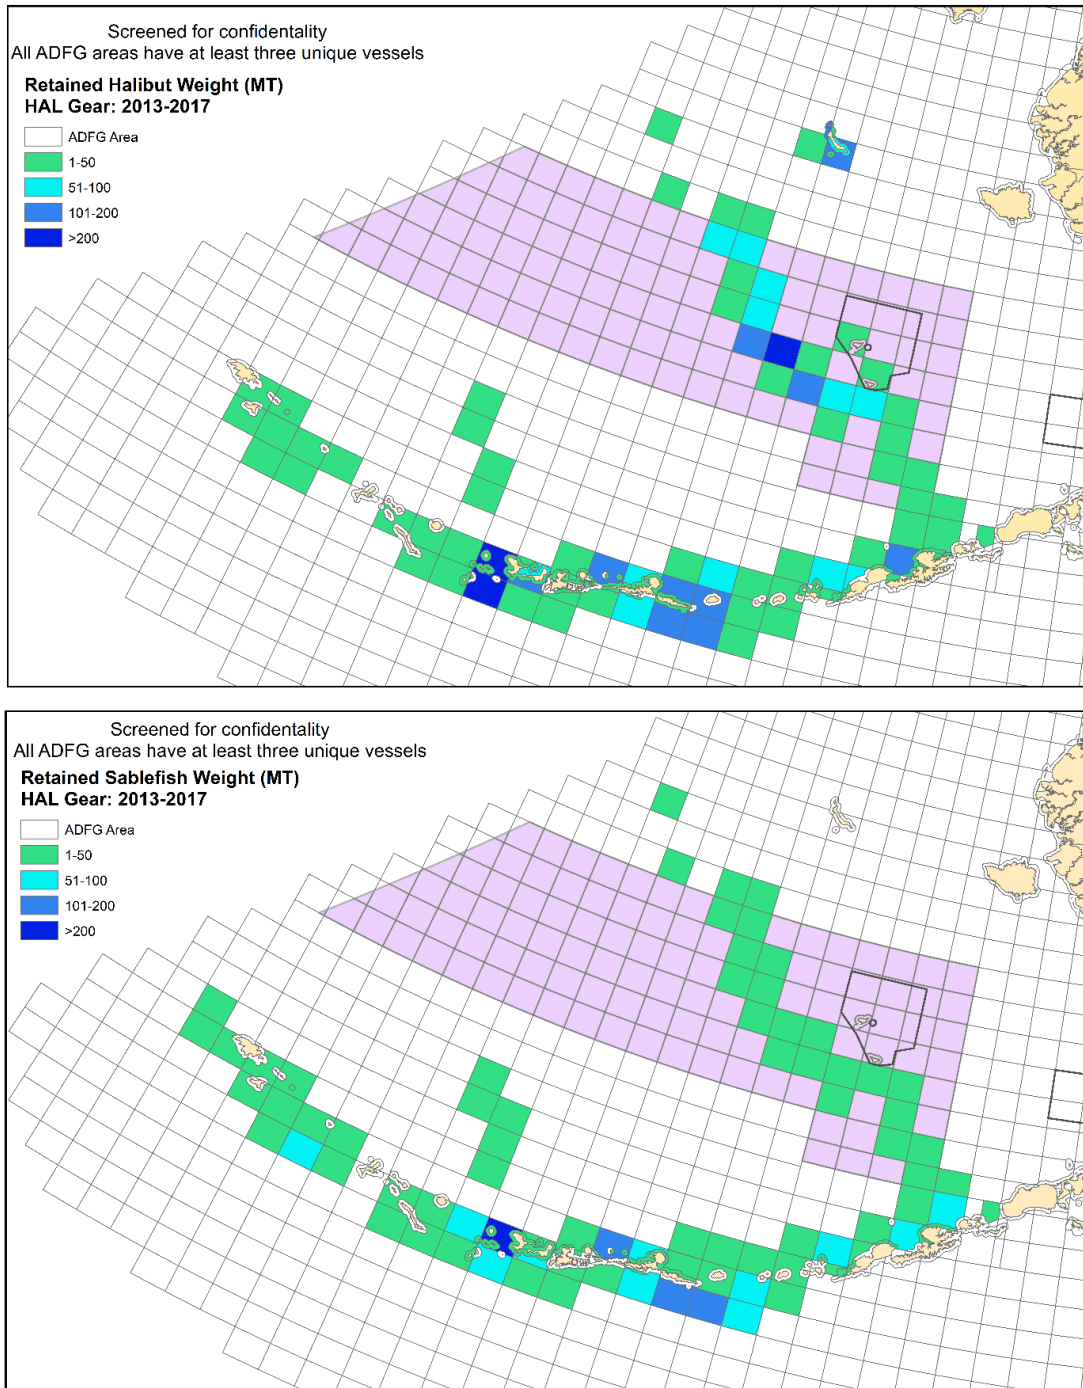 Screened for confidentality
All ADFG areas have at least three unique vessels
Retained Halibut Weight (MT)
HAL Gear: 2013-2017
ADFG Area
1-50
51-100
101-200
>200
Screened for confidentality
All ADFG areas have at least three unique vessels
Retained Sablefish Weight (MT)
HAL Gear: 2013-2017
ADFG Area
1-50
51-100
101-200
>200